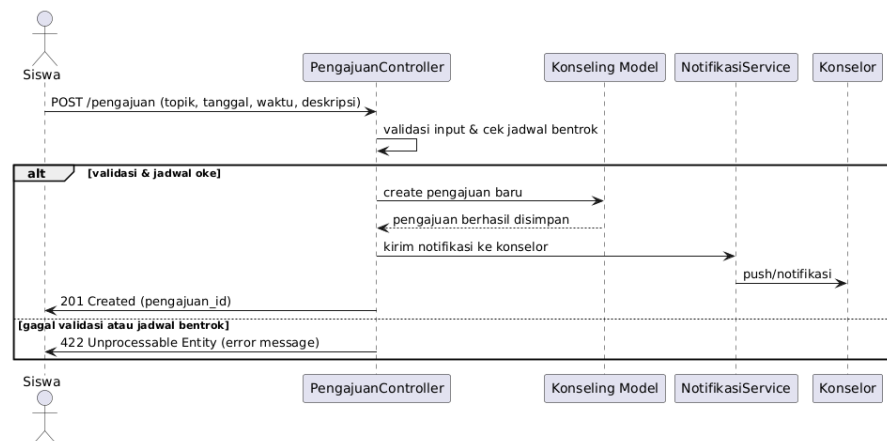 Siswa
PengajuanController
Konseling Model
NotifikasiService
Konselor
POST /pengajuan (topik, tanggal, waktu, deskripsi)
validasi input & cek jadwal bentrok
alt [validasi & jadwal oke]
create pengajuan baru
pengajuan berhasil disimpan
kirim notifikasi ke konselor
push/notifikasi
201 Created (pengajuan_id)
[gagal validasi atau jadwal bentrok]
422 Unprocessable Entity (error message)
Siswa
PengajuanController
Konseling Model
NotifikasiService
Konselor